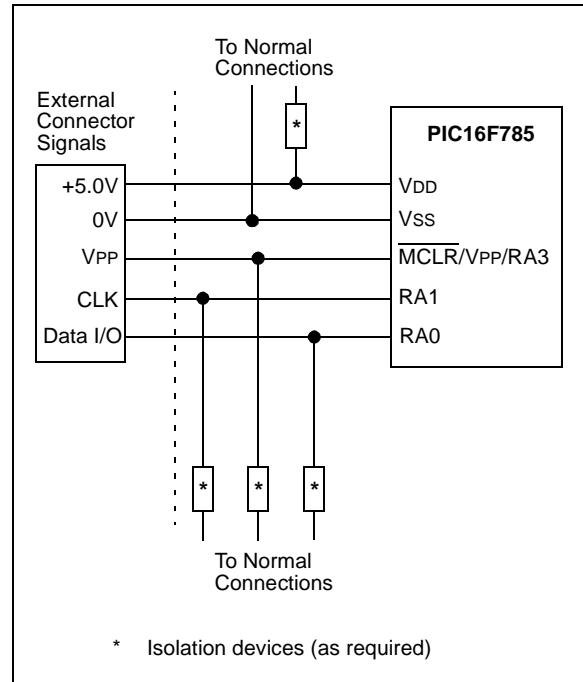 To Normal
Connections
External
Connector
Signals
*
PIC16F785
+5.0V
VDD
0V
VSS
VPP
MCLR/VPP/RA3
CLK
RA1
Data I/O
RA0
* * *
To Normal
Connections
* Isolation devices (as required)